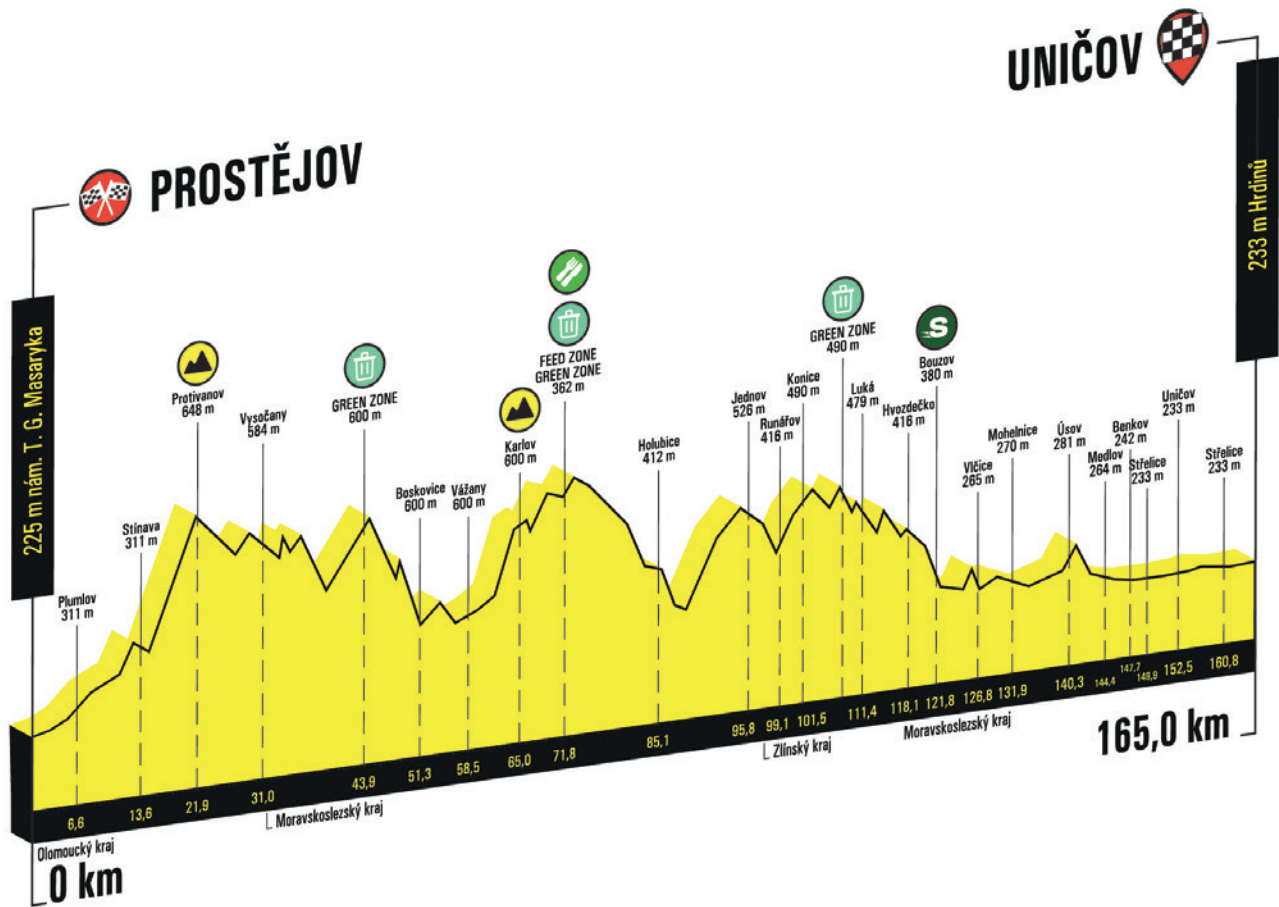 UNIČOV
PROSTĚJOV
225 m nám. T. G. Masaryka
233 m Hrdinů
Plumlov
311 m
Stínava
311 m
Protivanov
648 m
Vysočany
584 m
GREEN ZONE
600 m
Boskovice
600 m
Vážany
600 m
Karlov
600 m
FEED ZONE
GREEN ZONE
362 m
Holubice
412 m
Jednov
526 m
Runářov
416 m
Konice
490 m
GREEN ZONE
490 m
Luká
479 m
Hvozdečko
416 m
S
Bouzov
380 m
Vlčice
265 m
Mohelnice
270 m
Úsov
281 m
Medlov
264 m
Benkov
242 m
Střelice
233 m
Uničov
233 m
Střelice
233 m
6,6
13,6
21,9
31,0
43,9
51,3
58,5
65,0
71,8
85,1
95,8
99,1
101,5
111,4
118,1
121,8
126,8
131,9
140,3
144,4
147,7
149,9
152,5
160,8
Olomoucký kraj
Moravskoslezský kraj
Zlínský kraj
Moravskoslezský kraj
0 km
165,0 km